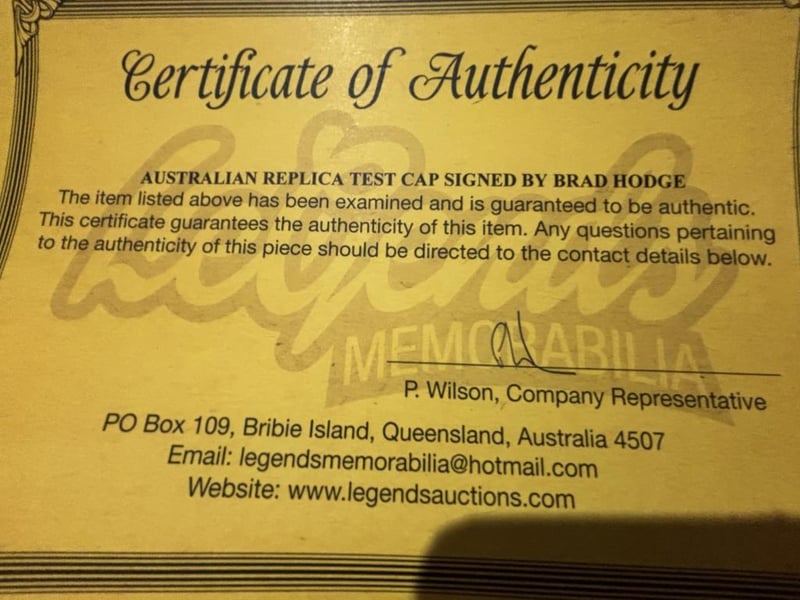 Certificate of Authenticity
AUSTRALIAN REPLICA TEST CAP SIGNED BY BRAD HODGE
The item listed above has been examined and is guaranteed to be authentic.
This certificate guarantees the authenticity of this item. Any questions pertaining
to the authenticity of this piece should be directed to the contact details below.
Legends
MEMORABILIA
P. Wilson, Company Representative
PO Box 109, Bribie Island, Queensland, Australia 4507
Email: legendsmemorabilia@hotmail.com
Website: www.legendsauctions.com